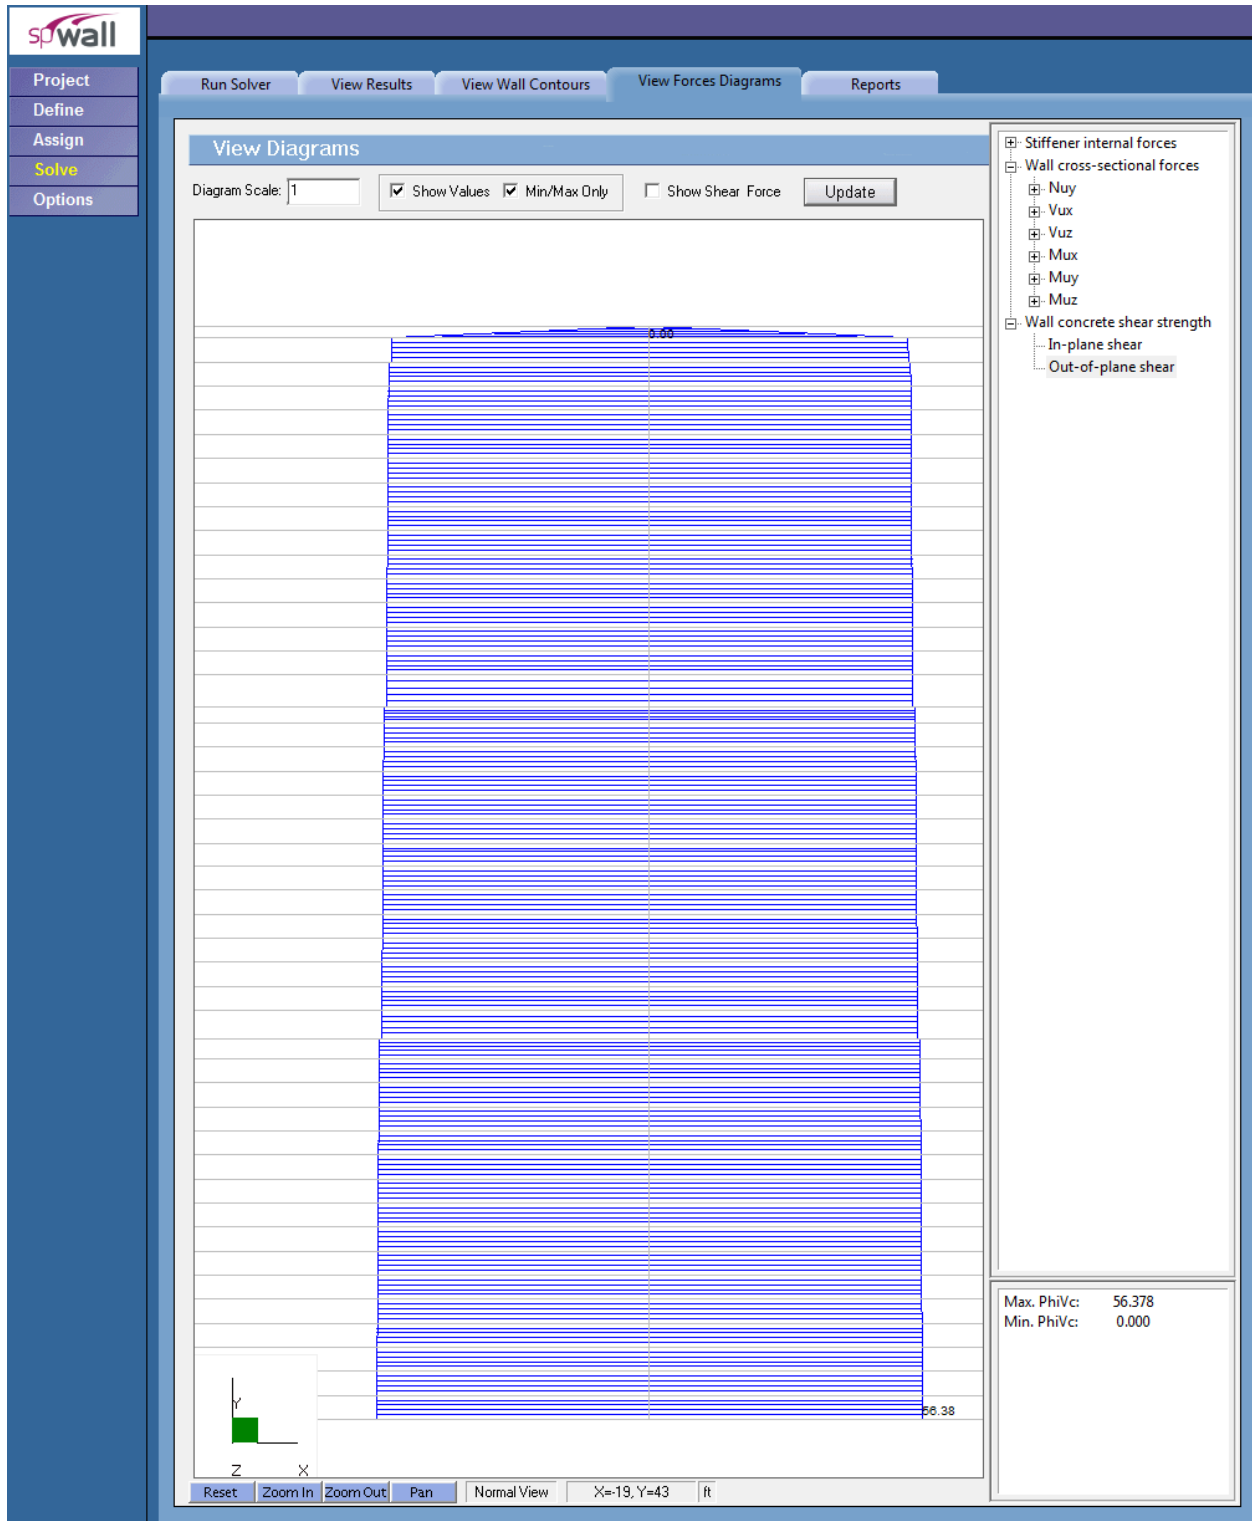 spwall
Project
Define
Assign
Solve
Options
Run Solver
View Results
View Wall Contours
View Forces Diagrams
Reports
View Diagrams
Diagram Scale: 1
Show Values
Min/Max Only
Show Shear Force
Update
0.00
56.38
Y
Z X
Reset
Zoom In
Zoom Out
Pan
Normal View
X=-19, Y=43
ft
Stiffener internal forces
Wall cross-sectional forces
Nuy
Vux
Vuz
Mux
Muy
Muz
Wall concrete shear strength
In-plane shear
Out-of-plane shear
Max. PhiVc: 56.378
Min. PhiVc: 0.000